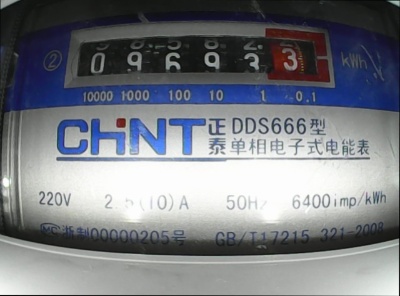 ② 0 9 6 9 3 3 kWh
10000 1000 100 10 1 0.1
CHNT 正泰 DDS666型
单相电子式电能表
220V 2.5(10)A 50Hz 6400imp/kWh
浙制00000205号 GB/T17215 321-2008